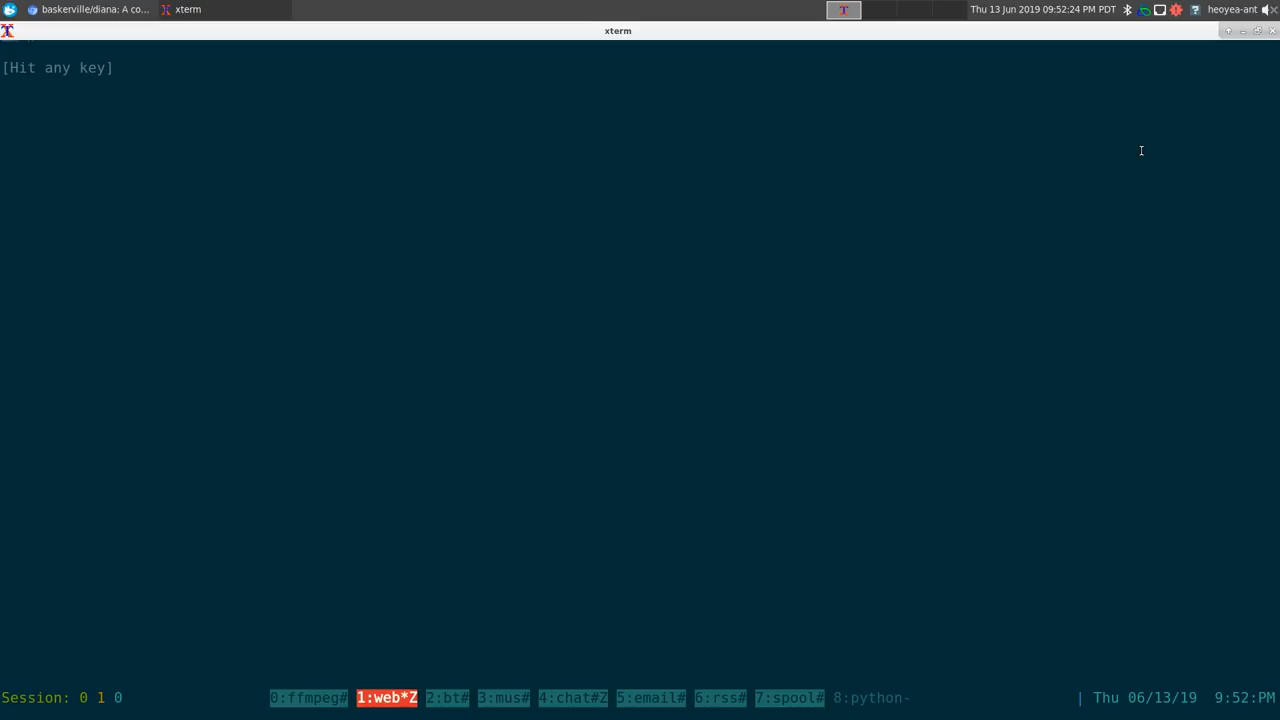 baskerville/diana: A co...
xterm
Thu 13 Jun 2019 09:52:24 PM PDT
heoyea-ant
xterm
[Hit any key]
Session: 0 1 0
0:ffmpeg# 1:web*Z 2:bt# 3:mus# 4:chat#Z 5:email# 6:rss# 7:spool# 8:python-
| Thu 06/13/19 9:52:PM